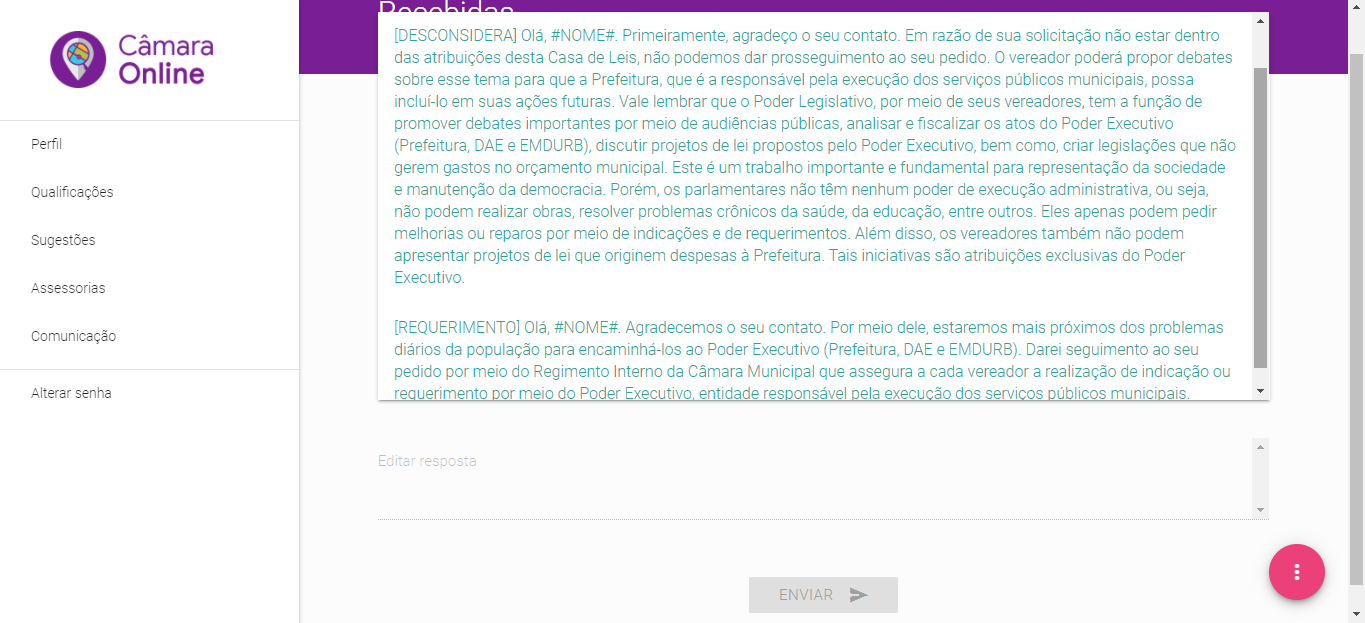 Câmara
Online
Perfil
Qualificações
Sugestões
Assessorias
Comunicação
Alterar senha
Recebidas
[DESCONSIDERA] Olá, #NOME#. Primeiramente, agradeço o seu contato. Em razão de sua solicitação não estar dentro
das atribuições desta Casa de Leis, não podemos dar prosseguimento ao seu pedido. O vereador poderá propor debates
sobre esse tema para que a Prefeitura, que é a responsável pela execução dos serviços públicos municipais, possa
incluí-lo em suas ações futuras. Vale lembrar que o Poder Legislativo, por meio de seus vereadores, tem a função de
promover debates importantes por meio de audiências públicas, analisar e fiscalizar os atos do Poder Executivo
(Prefeitura, DAE e EMDURB), discutir projetos de lei propostos pelo Poder Executivo, bem como, criar legislações que não
gerem gastos no orçamento municipal. Este é um trabalho importante e fundamental para representação da sociedade
e manutenção da democracia. Porém, os parlamentares não têm nenhum poder de execução administrativa, ou seja,
não podem realizar obras, resolver problemas crônicos da saúde, da educação, entre outros. Eles apenas podem pedir
melhorias ou reparos por meio de indicações e de requerimentos. Além disso, os vereadores também não podem
apresentar projetos de lei que originem despesas à Prefeitura. Tais iniciativas são atribuições exclusivas do Poder
Executivo.
[REQUERIMENTO] Olá, #NOME#. Agradecemos o seu contato. Por meio dele, estaremos mais próximos dos problemas
diários da população para encaminhá-los ao Poder Executivo (Prefeitura, DAE e EMDURB). Darei seguimento ao seu
pedido por meio do Regimento Interno da Câmara Municipal que assegura a cada vereador a realização de indicação ou
requerimento por meio do Poder Executivo, entidade responsável pela execução dos serviços públicos municipais.
Editar resposta
ENVIAR